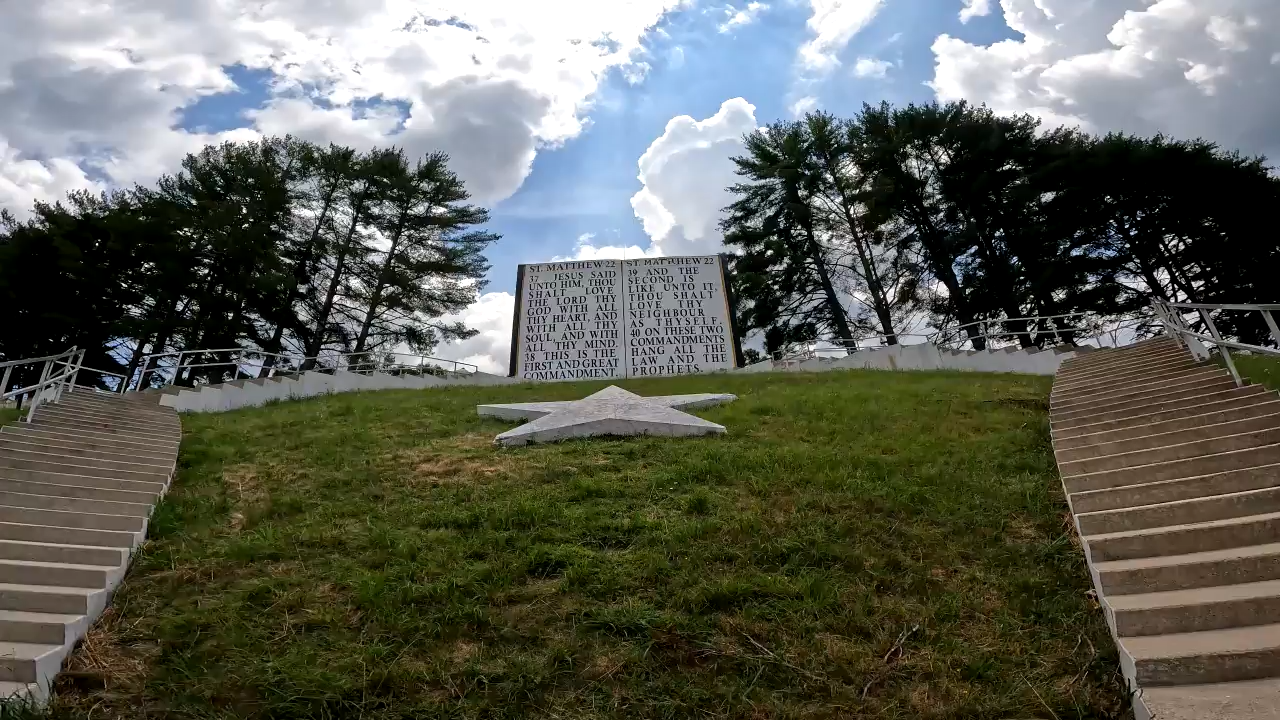 ST. MATTHEW 22
37 JESUS SAID
UNTO HIM, THOU
SHALT LOVE
THE LORD THY
GOD WITH ALL
THY HEART, AND
WITH ALL THY
SOUL, AND WITH
ALL THY MIND.
38 THIS IS THE
FIRST AND GREAT
COMMANDMENT.
ST. MATTHEW 22
39 AND THE
SECOND IS
LIKE UNTO IT,
THOU SHALT
LOVE THY
NEIGHBOUR
AS THYSELF.
40 ON THESE TWO
COMMANDMENTS
HANG ALL THE
LAW AND THE
PROPHETS.